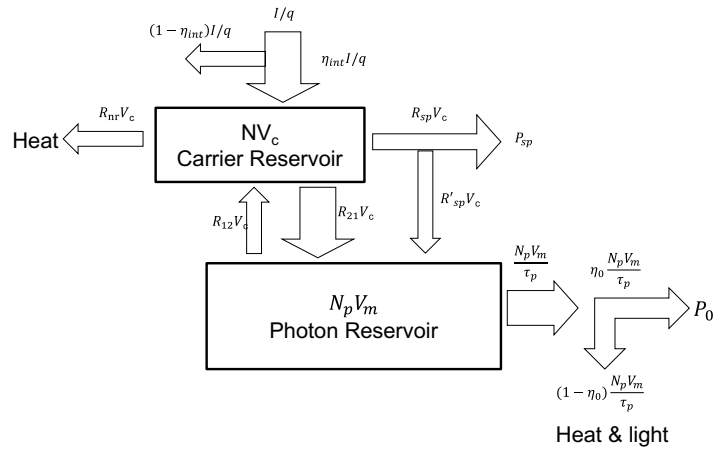 I/q
(1 − η_int)I/q
η_int I/q
R_nr V_c
R_sp V_c
Heat
NV_c
Carrier Reservoir
P_sp
R_12 V_c
R_21 V_c
R'_sp V_c
N_p V_m
Photon Reservoir
N_p V_m / τ_p
η_0 N_p V_m / τ_p
P_0
(1 − η_0) N_p V_m / τ_p
Heat & light